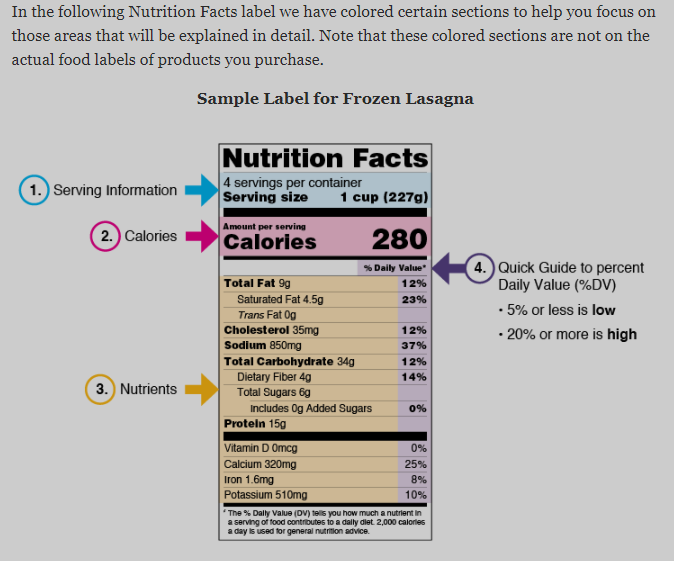 In the following Nutrition Facts label we have colored certain sections to help you focus on
those areas that will be explained in detail. Note that these colored sections are not on the
actual food labels of products you purchase.
Sample Label for Frozen Lasagna
1. Serving Information
2. Calories
3. Nutrients
Nutrition Facts
4 servings per container
Serving size 1 cup (227g)
Amount per serving
Calories 280
% Daily Value*
Total Fat 9g 12%
Saturated Fat 4.5g 23%
Trans Fat 0g
Cholesterol 35mg 12%
Sodium 850mg 37%
Total Carbohydrate 34g 12%
Dietary Fiber 4g 14%
Total Sugars 6g
Includes 0g Added Sugars 0%
Protein 15g
Vitamin D 0mcg 0%
Calcium 320mg 25%
Iron 1.6mg 8%
Potassium 510mg 10%
* The % Daily Value (DV) tells you how much a nutrient in
a serving of food contributes to a daily diet. 2,000 calories
a day is used for general nutrition advice.
4. Quick Guide to percent
Daily Value (%DV)
• 5% or less is low
• 20% or more is high